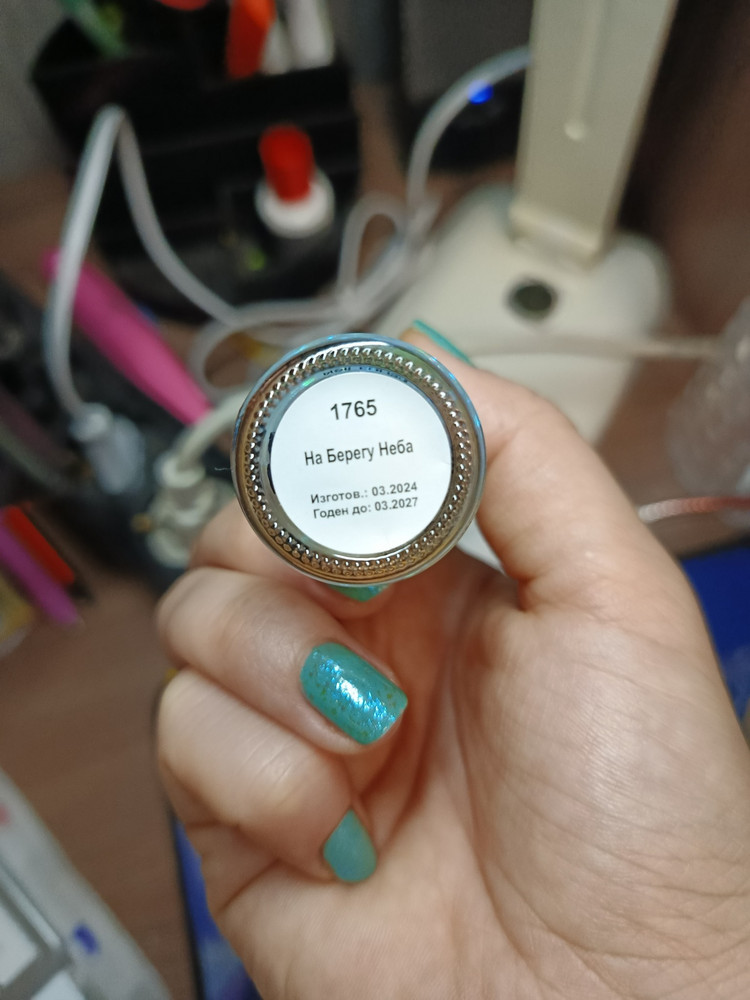 1765
На Берегу Неба
Изготов.: 03.2024
Годен до: 03.2027